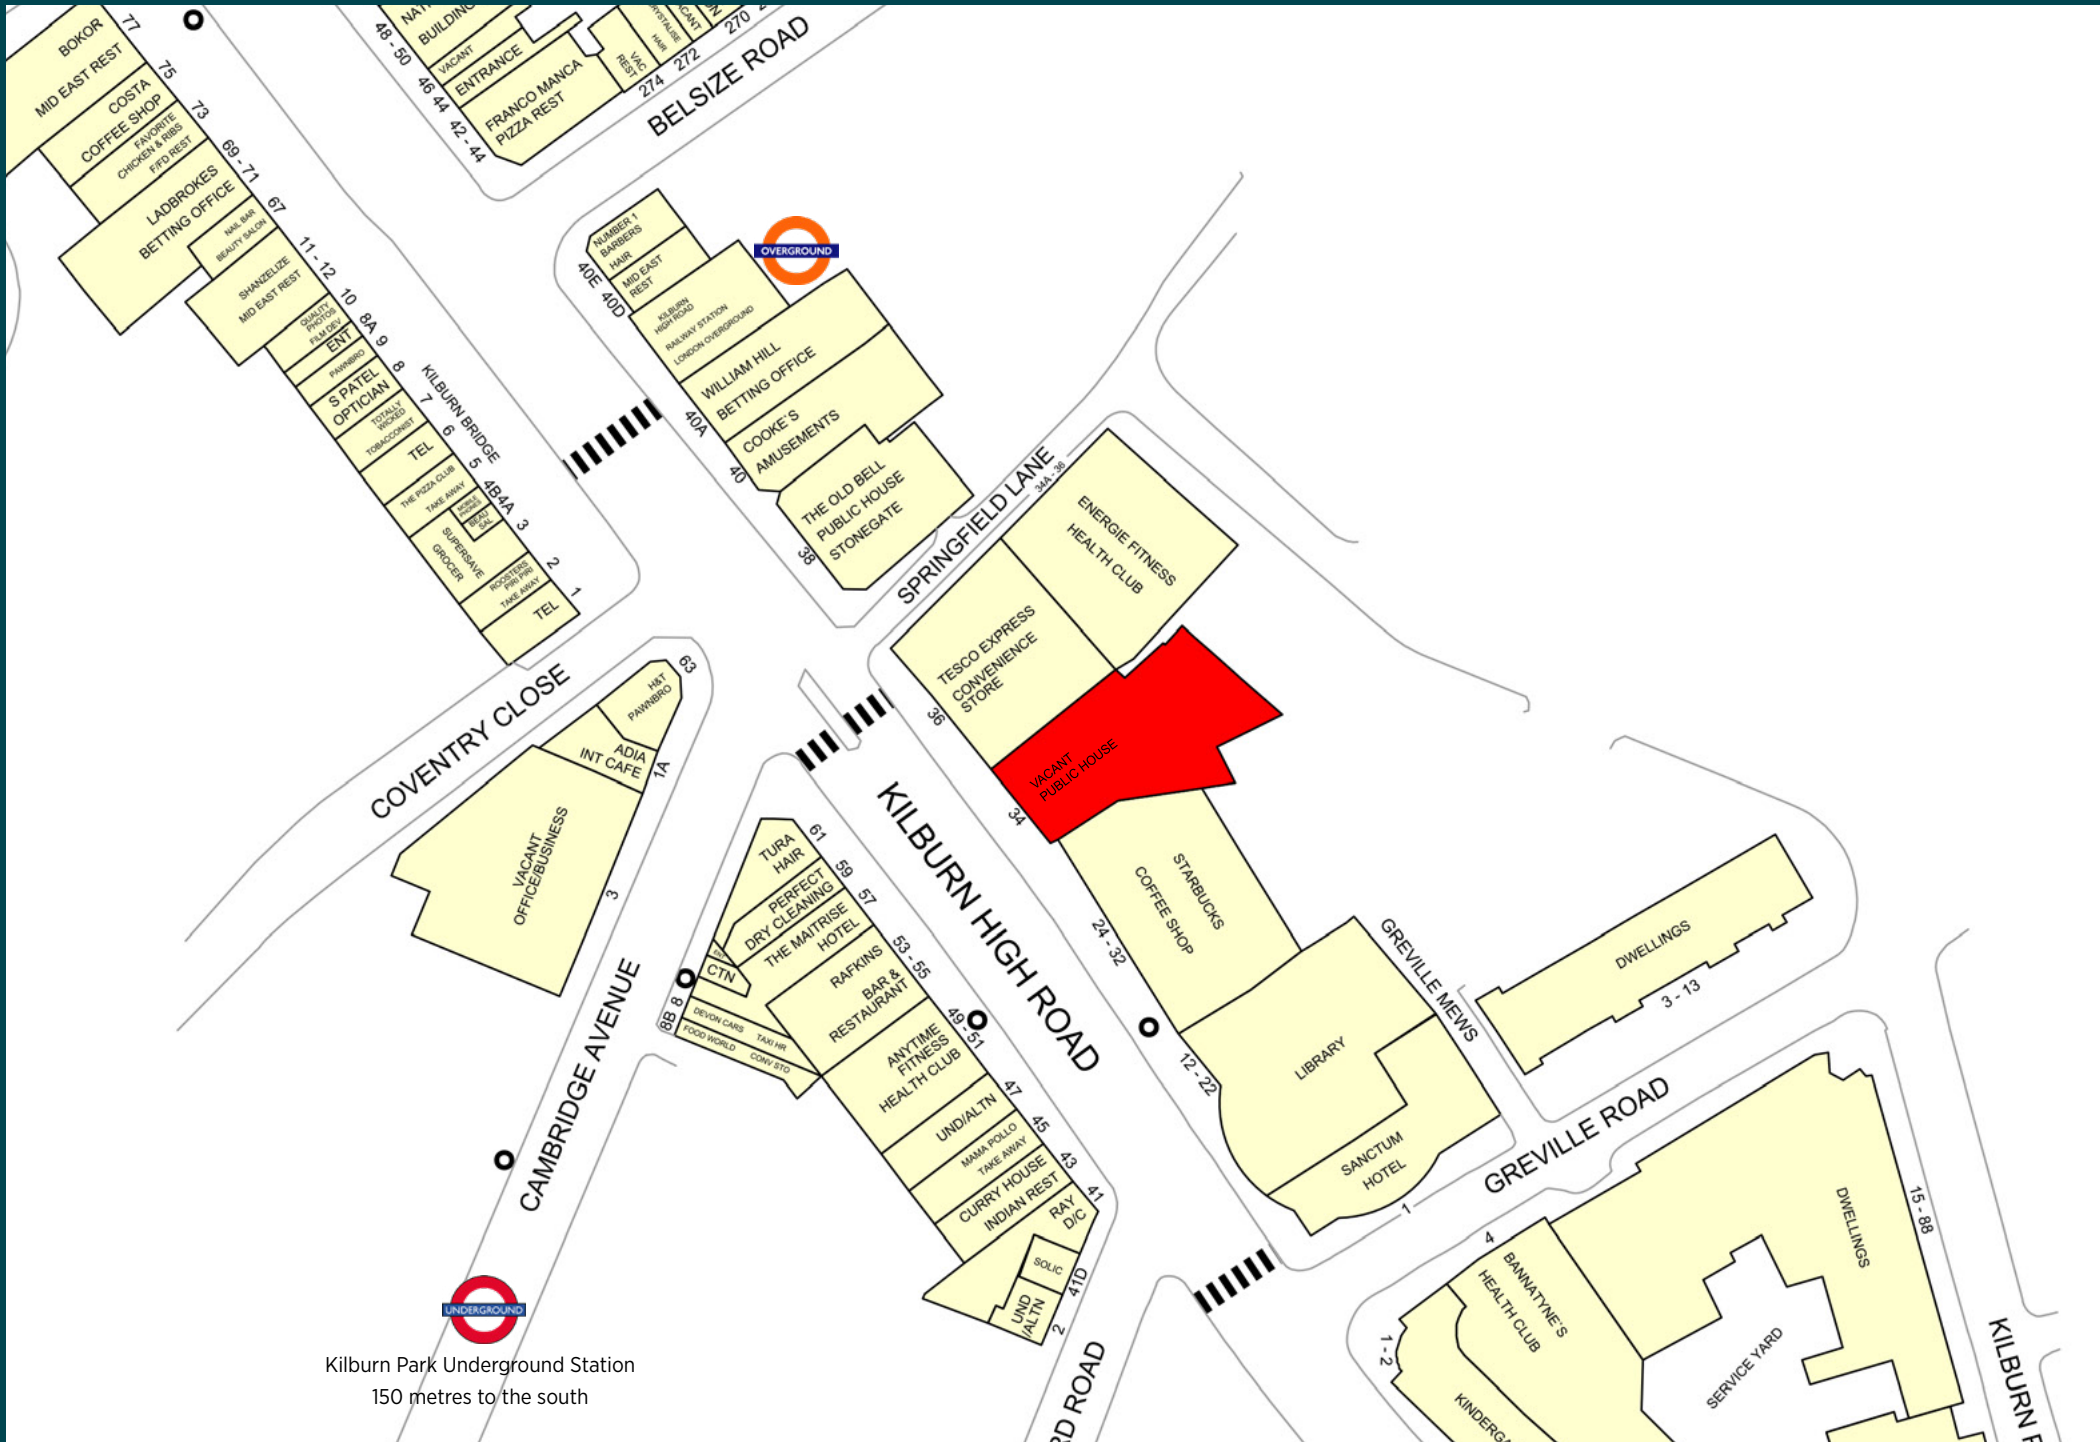 BOKOR
MID EAST REST
77
COSTA
COFFEE SHOP
75
FAVORITE
CHICKEN & RIBS
F/FD REST
73
LADBROKES
BETTING OFFICE
69 - 71
NAIL BAR
BEAUTY SALON
67
SHANZELIZE
MID EAST REST
11 - 12
QUALITY
PHOTOS
FILM DEV
10
ENT
8A
PAWNBRO
9
S PATEL
OPTICIAN
8
TOTALLY
WICKED
TOBACCONIST
7
TEL
6
THE PIZZA CLUB
TAKE AWAY
5
MOBILE
PHONES
BEAU
SAL
4B4A
SUPERSAVE
GROCER
3
ROOSTERS
PIRI PIRI
TAKE AWAY
2
TEL
1
KILBURN BRIDGE
BUILDING
48 - 50
VACANT
46
ENTRANCE
44
FRANCO MANCA
PIZZA REST
42 - 44
VAC
REST
274
HAIR
272
270
BELSIZE ROAD
NUMBER 1
BARBERS
HAIR
40E
MID EAST
REST
40D
OVERGROUND
KILBURN
HIGH ROAD
RAILWAY STATION
LONDON OVERGROUND
WILLIAM HILL
BETTING OFFICE
40A
COOKE'S
AMUSEMENTS
40
THE OLD BELL
PUBLIC HOUSE
STONEGATE
38
SPRINGFIELD LANE
34A - 36
ENERGIE FITNESS
HEALTH CLUB
TESCO EXPRESS
CONVENIENCE
STORE
36
VACANT
PUBLIC HOUSE
34
STARBUCKS
COFFEE SHOP
24 - 32
LIBRARY
12 - 22
SANCTUM
HOTEL
1
GREVILLE MEWS
DWELLINGS
3 - 13
GREVILLE ROAD
COVENTRY CLOSE
H&T
PAWNBRO
63
ADIA
INT CAFE
1A
VACANT
OFFICE/BUSINESS
3
CAMBRIDGE AVENUE
KILBURN HIGH ROAD
TURA
HAIR
61
PERFECT
DRY CLEANING
59
THE MAITRISE
HOTEL
57
CTN
8
DEVON CARS
TAXI HR
8B
FOOD WORLD
CONV STO
RAFKINS
BAR &
RESTAURANT
53 - 55
ANYTIME
FITNESS
HEALTH CLUB
49 - 51
UND/ALTN
47
MAMA POLLO
TAKE AWAY
45
CURRY HOUSE
INDIAN REST
43
RAY
D/C
41
SOLIC
41D
UND
/ALTN
2
RD ROAD
4
BANNATYNE'S
HEALTH CLUB
1 - 2
KINDERGA
SERVICE YARD
DWELLINGS
15 - 88
KILBURN P
UNDERGROUND
Kilburn Park Underground Station
150 metres to the south